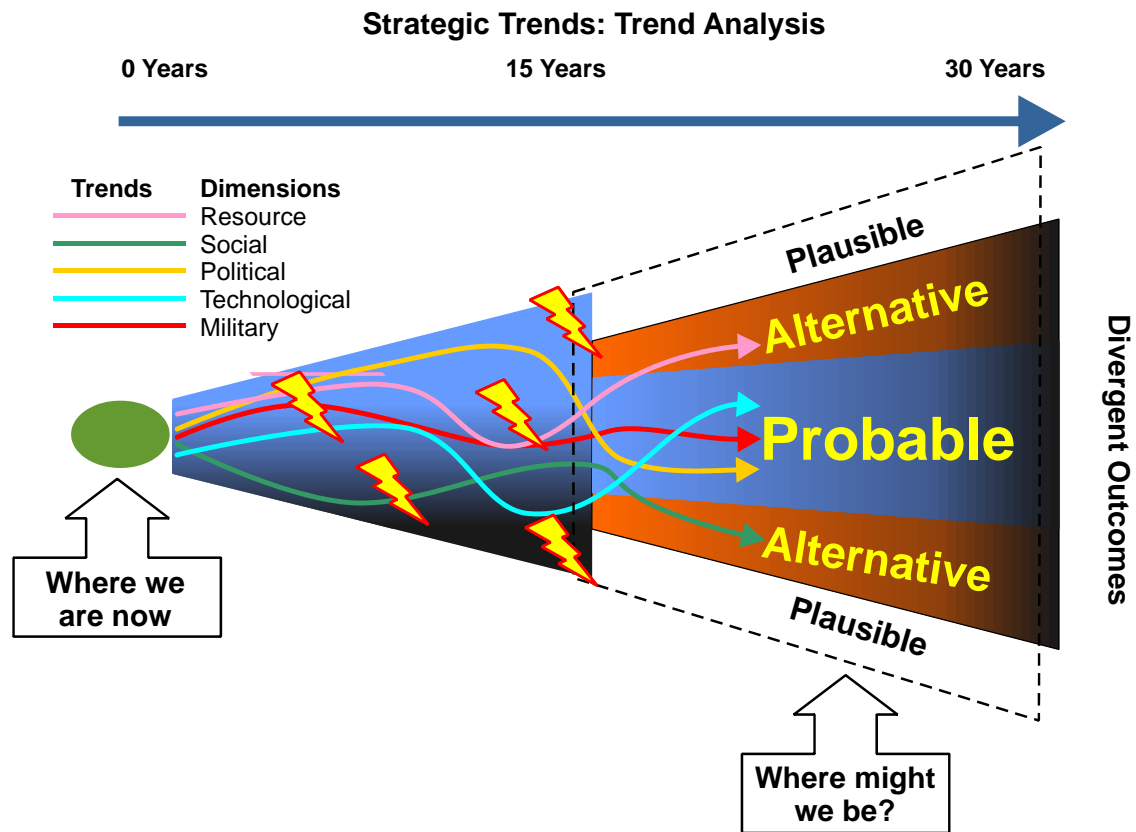 Strategic Trends: Trend Analysis
0 Years
15 Years
30 Years
Trends
Dimensions
Resource
Social
Political
Technological
Military
Plausible
Alternative
Probable
Alternative
Plausible
Divergent Outcomes
Where we
are now
Where might
we be?